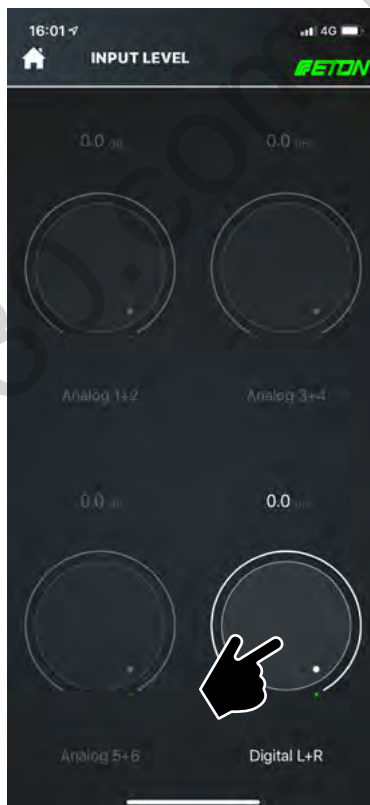 16:01 4G
INPUT LEVEL
ETON
0.0 dB 0.0 dB
Analog 1+2 Analog 3+4
0.0 dB 0.0 dB
Analog 5+6 Digital L+R